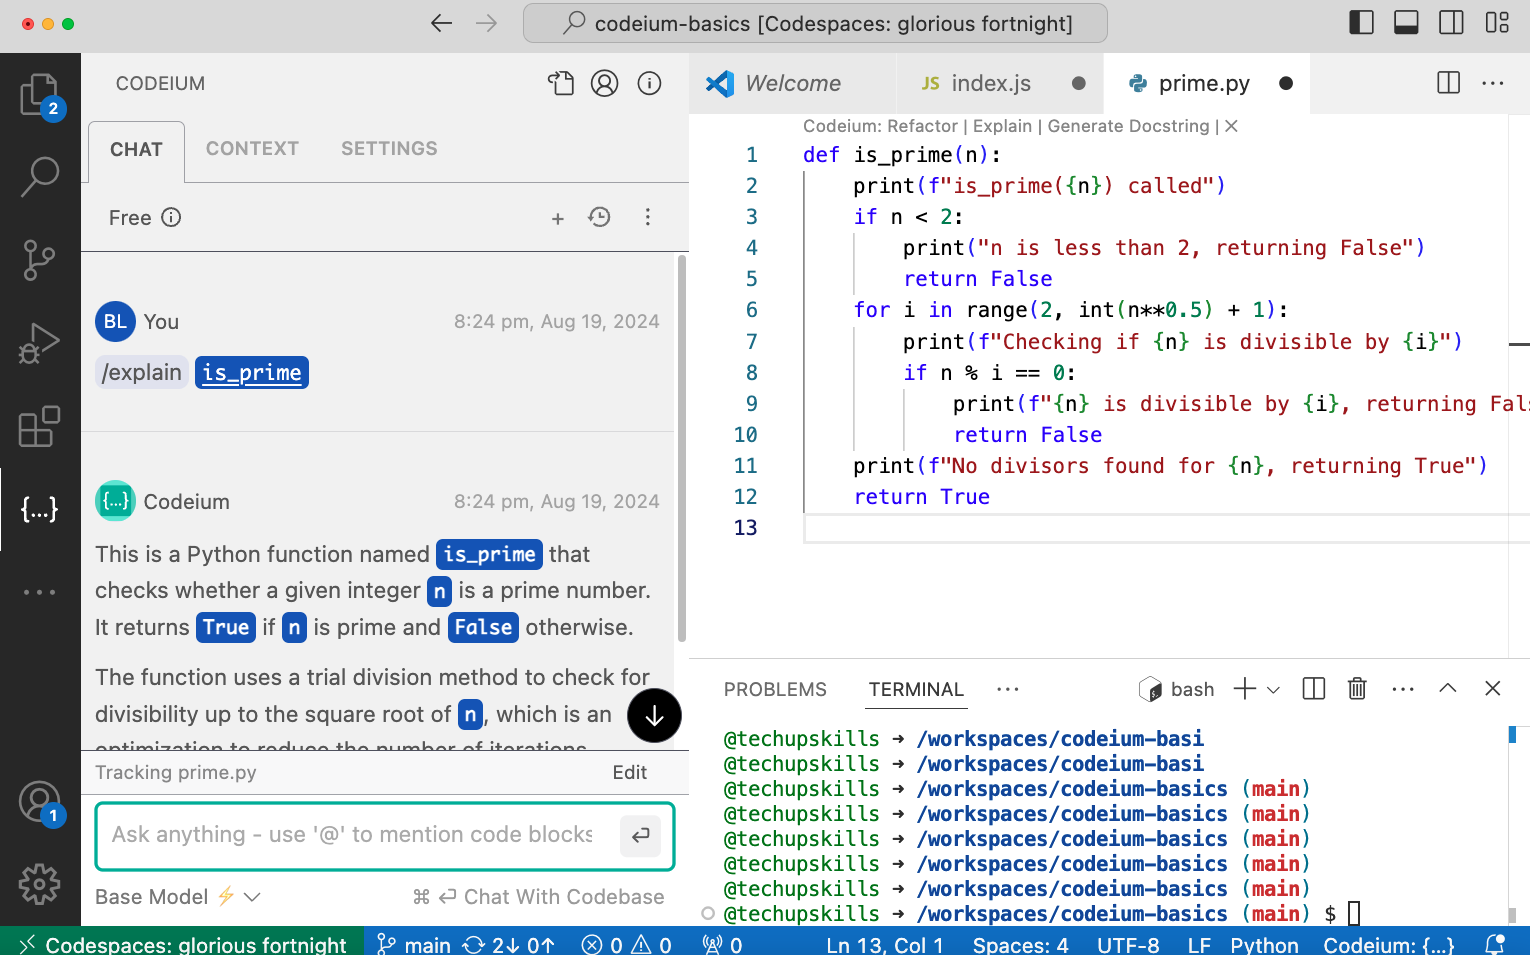 codeium-basics [Codespaces: glorious fortnight]
2
1
CODEIUM
CHAT
CONTEXT
SETTINGS
Free
BL You
8:24 pm, Aug 19, 2024
/explain is_prime
{...} Codeium
8:24 pm, Aug 19, 2024
This is a Python function named is_prime that
checks whether a given integer n is a prime number.
It returns True if n is prime and False otherwise.
The function uses a trial division method to check for
divisibility up to the square root of n, which is an
optimization to reduce the number of iterations
Tracking prime.py
Edit
Ask anything - use '@' to mention code blocks
Base Model ⚡
⌘ ⏎ Chat With Codebase
Welcome
JS index.js ●
prime.py ●
Codeium: Refactor | Explain | Generate Docstring | ✕
1 def is_prime(n):
2 print(f"is_prime({n}) called")
3 if n < 2:
4 print("n is less than 2, returning False")
5 return False
6 for i in range(2, int(n**0.5) + 1):
7 print(f"Checking if {n} is divisible by {i}")
8 if n % i == 0:
9 print(f"{n} is divisible by {i}, returning Fals
10 return False
11 print(f"No divisors found for {n}, returning True")
12 return True
13
PROBLEMS
TERMINAL
bash
@techupskills → /workspaces/codeium-basi
@techupskills → /workspaces/codeium-basi
@techupskills → /workspaces/codeium-basics (main)
@techupskills → /workspaces/codeium-basics (main)
@techupskills → /workspaces/codeium-basics (main)
@techupskills → /workspaces/codeium-basics (main)
@techupskills → /workspaces/codeium-basics (main)
@techupskills → /workspaces/codeium-basics (main) $
Codespaces: glorious fortnight
main
2↓ 0↑
0
0
0
Ln 13, Col 1
Spaces: 4
UTF-8
LF
Python
Codeium: {...}